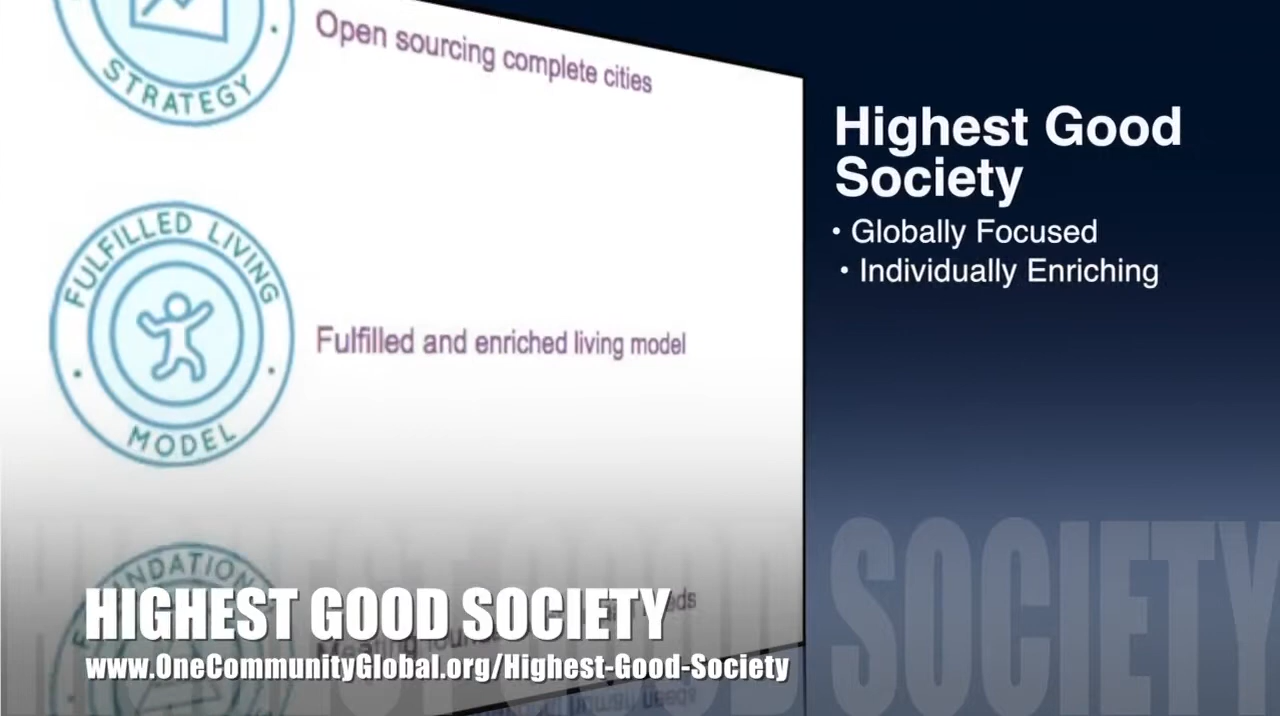 STRATEGY
Open sourcing complete cities
FULFILLED LIVING
MODEL
Fulfilled and enriched living model
Highest Good
Society
• Globally Focused
• Individually Enriching
HIGHEST GOOD SOCIETY
www.OneCommunityGlobal.org/Highest-Good-Society
SOCIETY